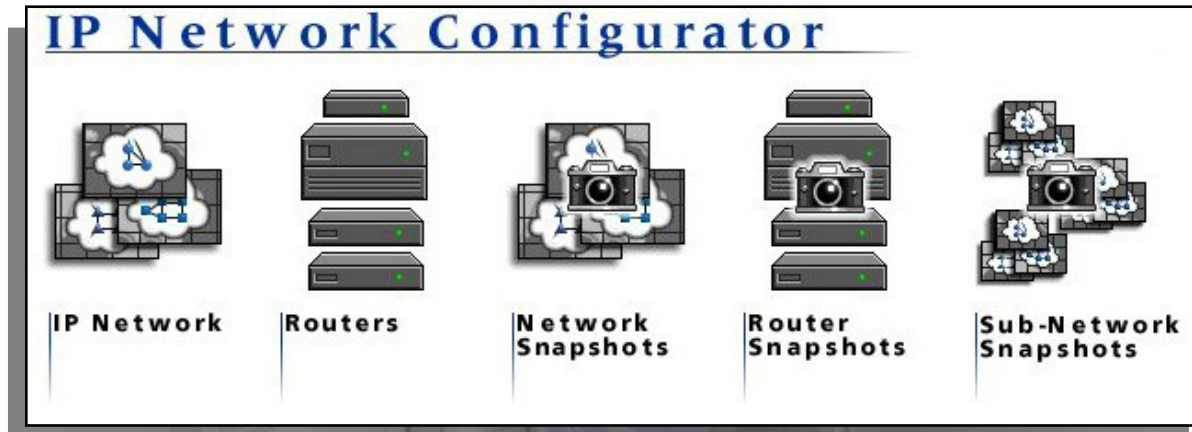 IP Network Configurator
IP Network
Routers
Network
Snapshots
Router
Snapshots
Sub-Network
Snapshots